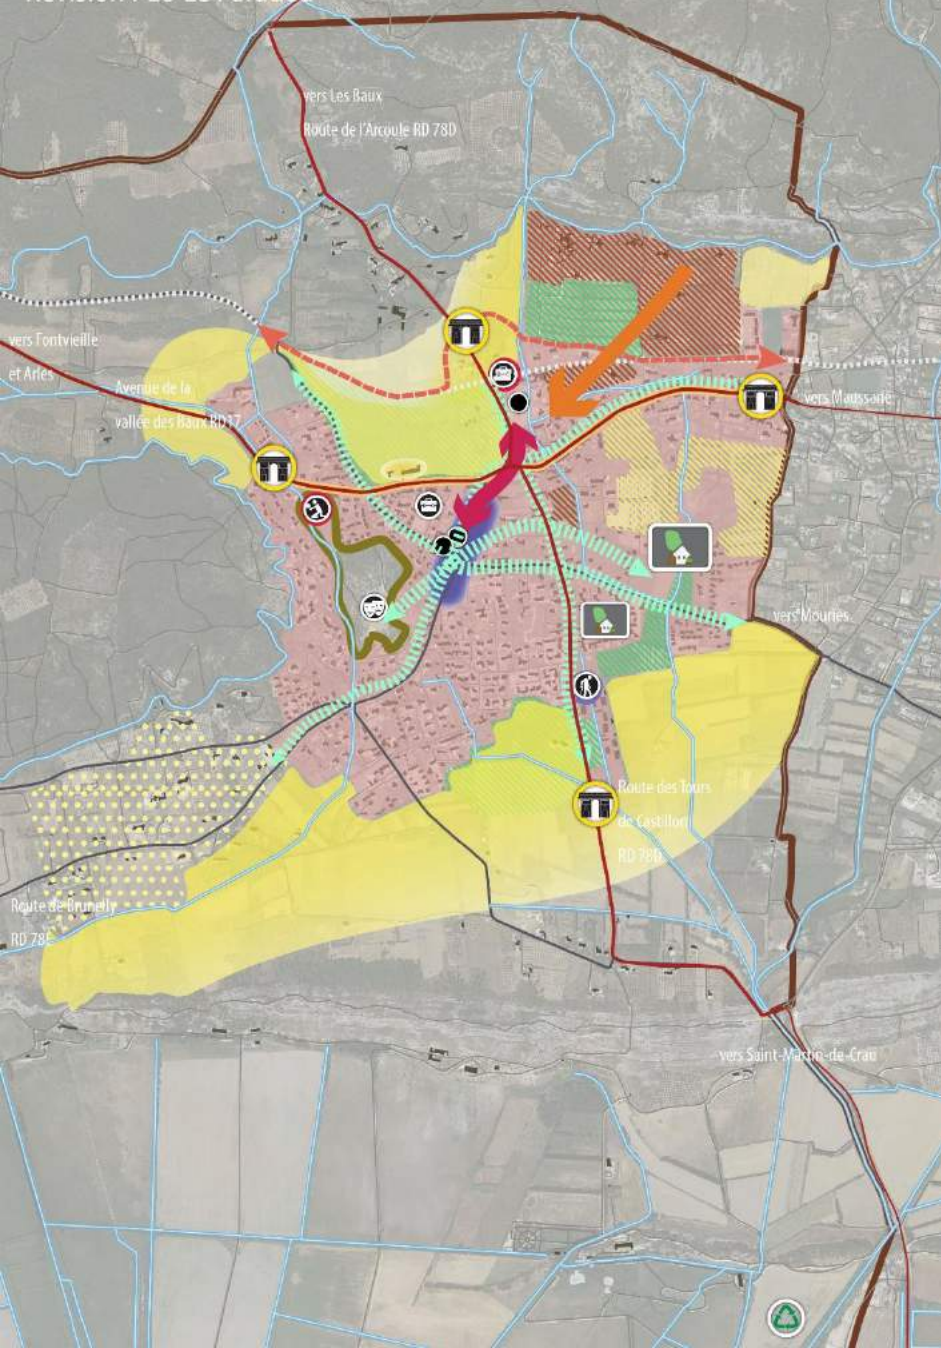 vers Les Baux
Route de l'Arcoule RD 78D
vers Fontvieille
et Arles
Avenue de la
vallée des Baux RD17
vers Maussane
vers Mouriès
Route des Tours
de Castillon
RD 78D
Route de Brunelly
RD 78E
vers Saint-Martin-de-Crau